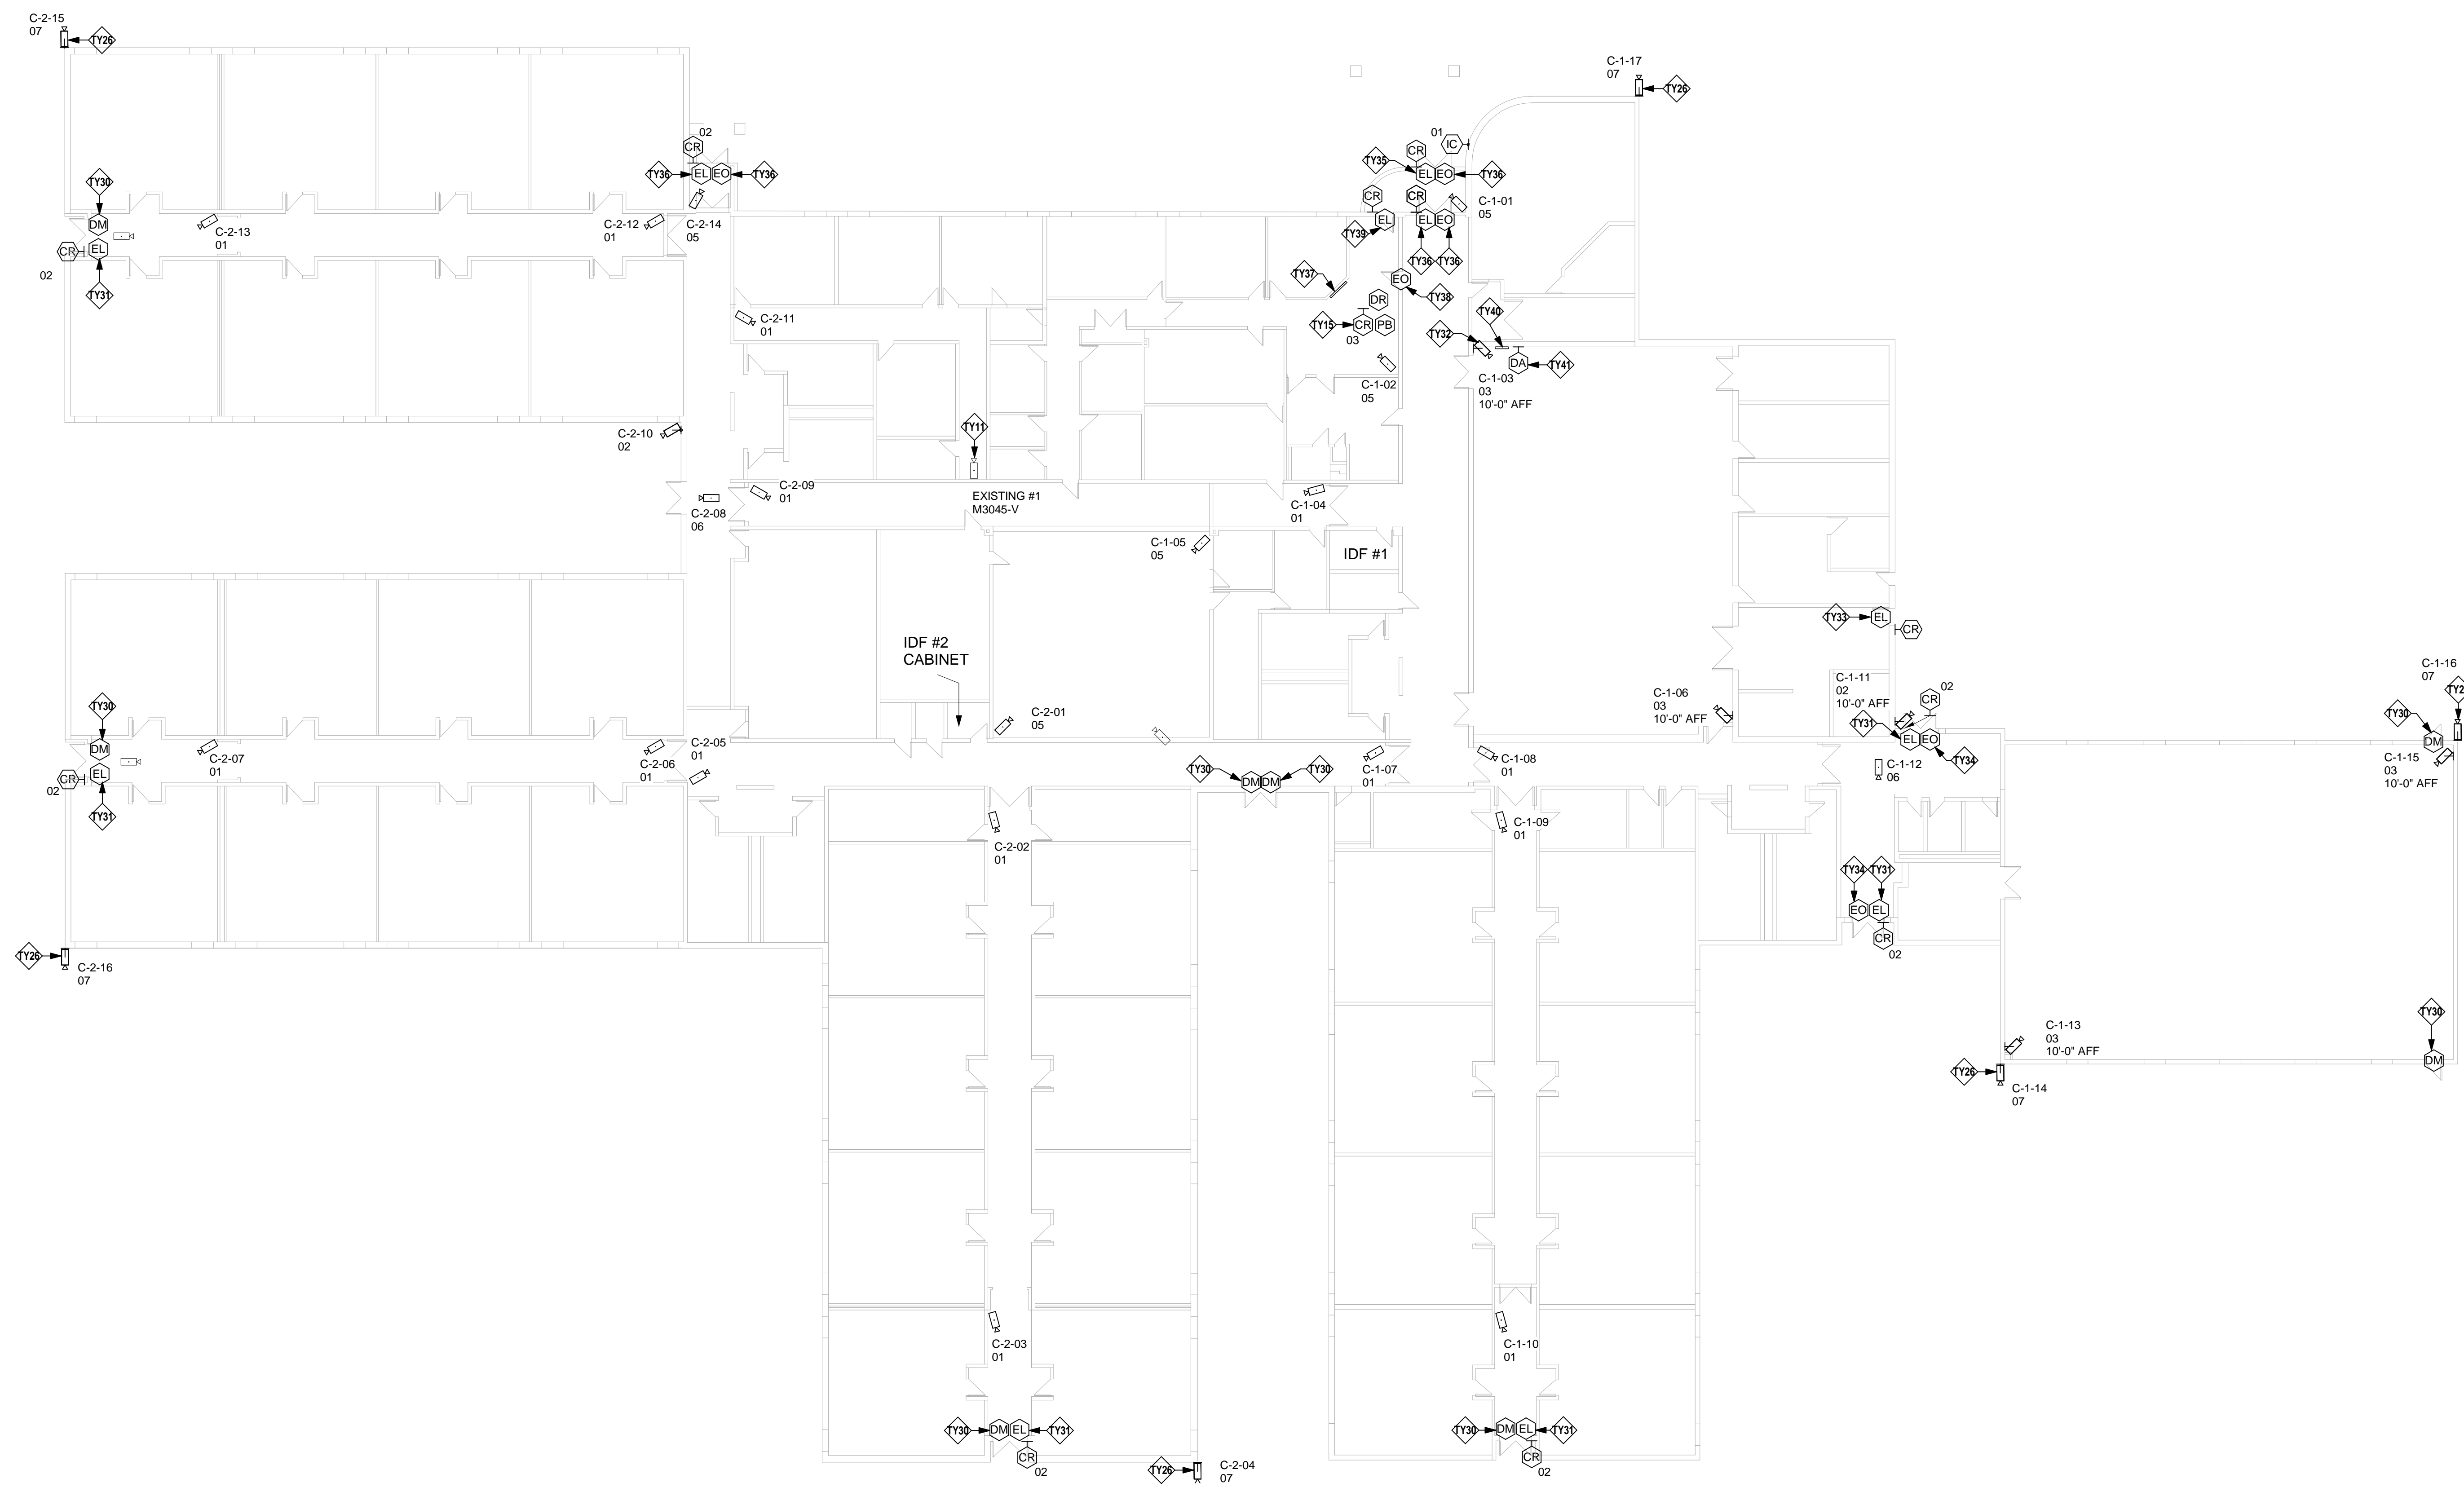 C-2-15
07
TY26
C-1-17
07
TY26
02
CR
TY36
EL
EO
TY36
01
IC
CR
TY35
EL
EO
TY36
CR
CR
EL
EL
EO
TY39
TY36
TY36
C-1-01
05
TY30
DM
CR
EL
02
TY31
C-2-13
01
C-2-12
01
C-2-14
05
TY37
EO
TY38
DR
TY15
CR
PB
03
TY40
TY32
DA
TY41
C-2-11
01
C-1-02
05
C-1-03
03
10'-0" AFF
C-2-10
02
TY11
C-2-09
01
C-2-08
06
EXISTING #1
M3045-V
C-1-04
01
C-1-05
05
IDF #1
IDF #2
CABINET
TY33
EL
CR
C-1-11
02
10'-0" AFF
CR
02
TY31
EL
EO
TY34
C-1-06
03
10'-0" AFF
C-1-16
07
TY30
DM
C-1-15
03
10'-0" AFF
TY30
DM
CR
EL
02
TY31
C-2-07
01
C-2-05
01
C-2-06
01
C-2-01
05
TY30
DM
DM
TY30
C-1-07
01
C-1-08
01
C-1-12
06
C-2-02
01
C-1-09
01
TY34
TY31
EO
EL
CR
02
TY26
C-2-16
07
TY30
DM
C-1-13
03
10'-0" AFF
TY26
C-1-14
07
C-2-03
01
C-1-10
01
TY30
DM
EL
TY31
CR
02
TY30
DM
EL
TY31
CR
02
TY26
C-2-04
07